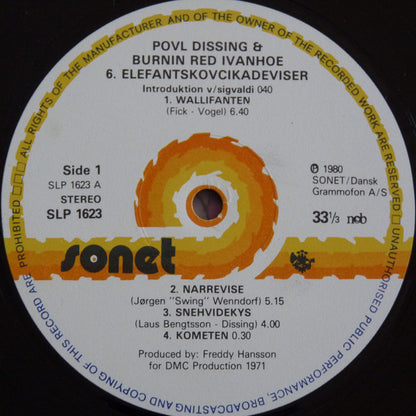 ALL RIGHTS OF THE MANUFACTURER AND OF THE OWNER OF THE RECORDED WORK ARE RESERVED UNAUTHORISED PUBLIC PERFORMANCE, BROADCASTING AND COPYING OF THIS RECORD ARE PROHIBITED
POVL DISSING &
BURNIN RED IVANHOE
6. ELEFANTSKOVCIKADEVISER
Introduktion v/sigvaldi 040
1. WALLIFANTEN
(Fick - Vogel) 6.40
Side 1
SLP 1623 A
STEREO
SLP 1623
℗ 1980
SONET/Dansk
Grammofon A/S
33 1/3 ncb
sonet
2. NARREVISE
(Jørgen "Swing" Wenndorf) 5.15
3. SNEHVIDEKYS
(Laus Bengtsson - Dissing) 4.00
4. KOMETEN 0.30
Produced by: Freddy Hansson
for DMC Production 1971